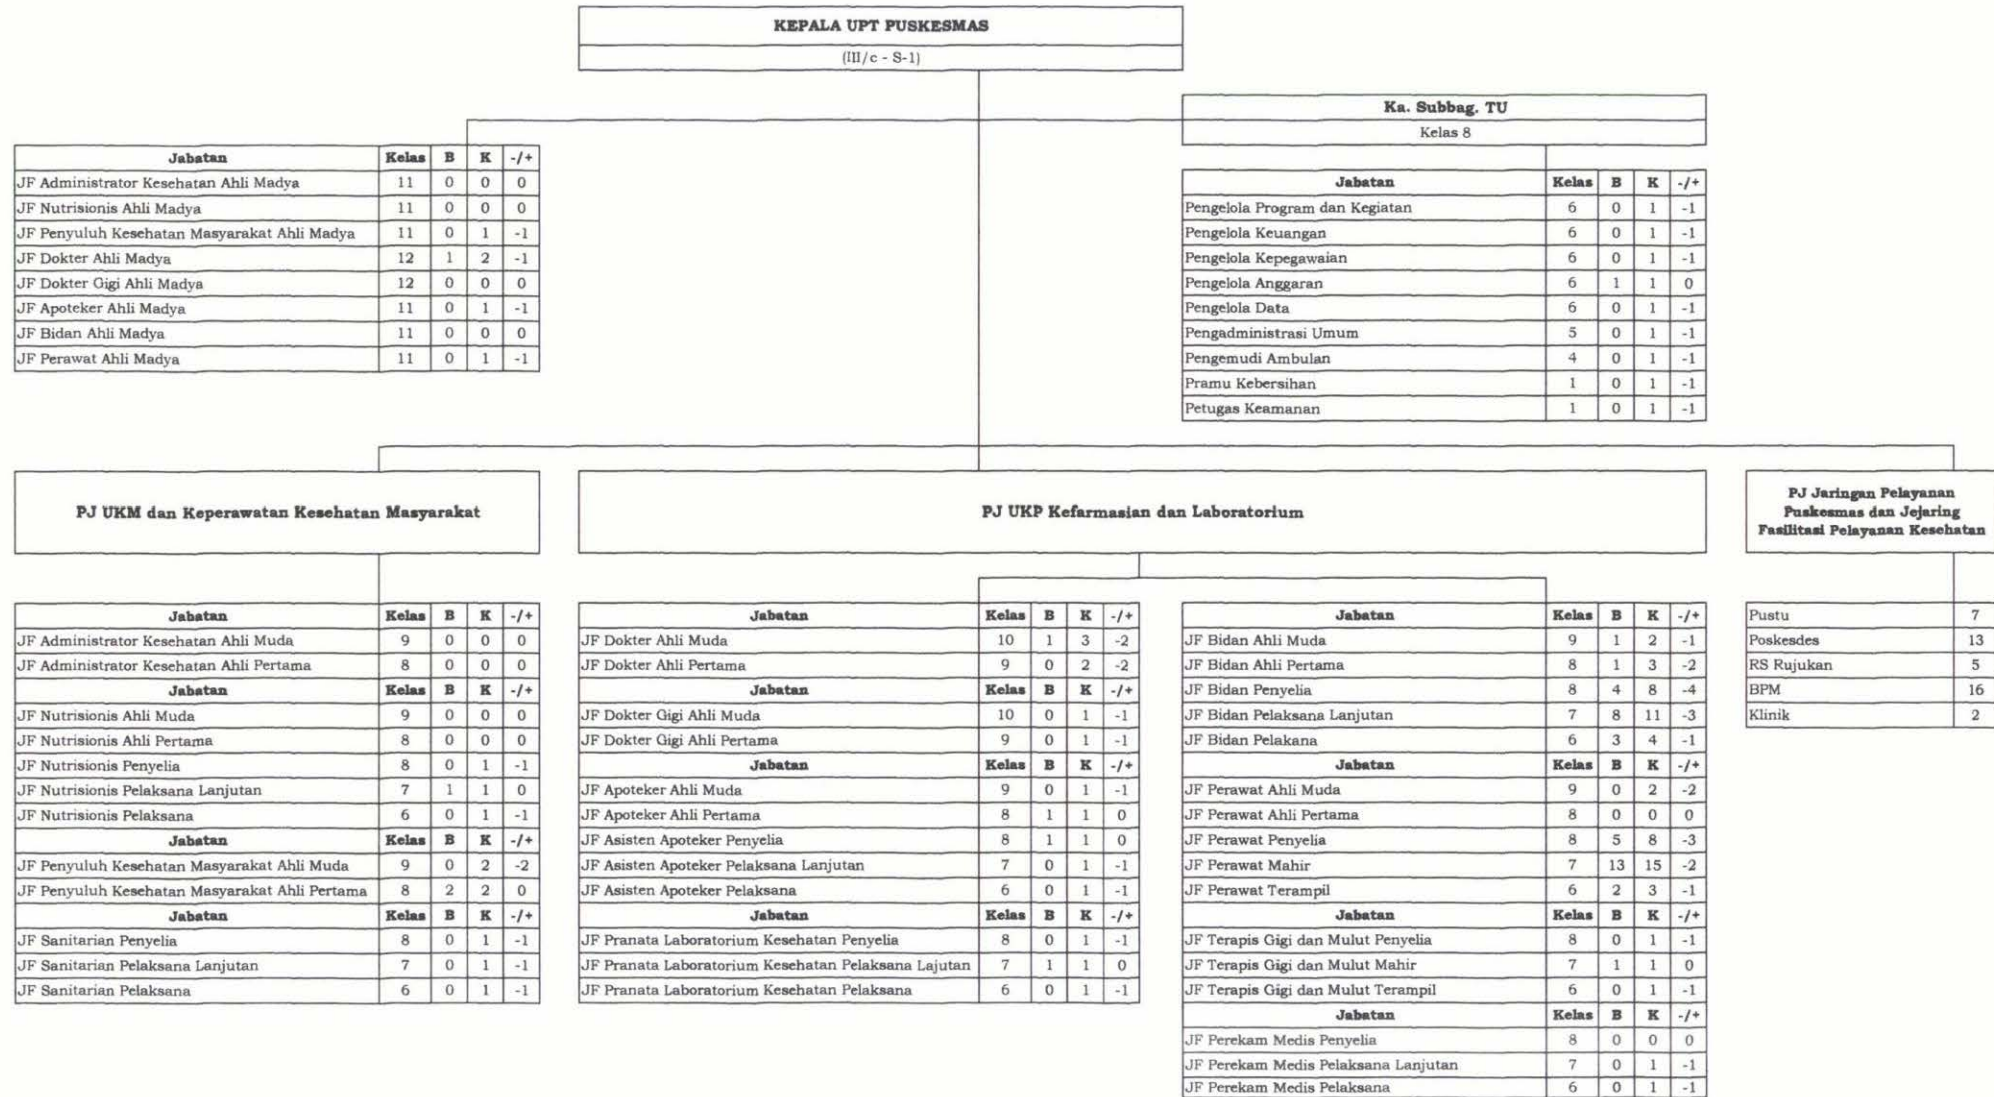 KEPALA UPT PUSKESMAS
(III/c - S-1)
Ka. Subbag. TU
Kelas 8
Jabatan Kelas B K -/+
JF Administrator Kesehatan Ahli Madya 11 0 0 0
JF Nutrisionis Ahli Madya 11 0 0 0
JF Penyuluh Kesehatan Masyarakat Ahli Madya 11 0 1 -1
JF Dokter Ahli Madya 12 1 2 -1
JF Dokter Gigi Ahli Madya 12 0 0 0
JF Apoteker Ahli Madya 11 0 1 -1
JF Bidan Ahli Madya 11 0 0 0
JF Perawat Ahli Madya 11 0 1 -1
Jabatan Kelas B K -/+
Pengelola Program dan Kegiatan 6 0 1 -1
Pengelola Keuangan 6 0 1 -1
Pengelola Kepegawaian 6 0 1 -1
Pengelola Anggaran 6 1 1 0
Pengelola Data 6 0 1 -1
Pengadministrasi Umum 5 0 1 -1
Pengemudi Ambulan 4 0 1 -1
Pramu Kebersihan 1 0 1 -1
Petugas Keamanan 1 0 1 -1
PJ UKM dan Keperawatan Kesehatan Masyarakat
Jabatan Kelas B K -/+
JF Administrator Kesehatan Ahli Muda 9 0 0 0
JF Administrator Kesehatan Ahli Pertama 8 0 0 0
Jabatan Kelas B K -/+
JF Nutrisionis Ahli Muda 9 0 0 0
JF Nutrisionis Ahli Pertama 8 0 0 0
JF Nutrisionis Penyelia 8 0 1 -1
JF Nutrisionis Pelaksana Lanjutan 7 1 1 0
JF Nutrisionis Pelaksana 6 0 1 -1
Jabatan Kelas B K -/+
JF Penyuluh Kesehatan Masyarakat Ahli Muda 9 0 2 -2
JF Penyuluh Kesehatan Masyarakat Ahli Pertama 8 2 2 0
Jabatan Kelas B K -/+
JF Sanitarian Penyelia 8 0 1 -1
JF Sanitarian Pelaksana Lanjutan 7 0 1 -1
JF Sanitarian Pelaksana 6 0 1 -1
PJ UKP Kefarmasian dan Laboratorium
Jabatan Kelas B K -/+
JF Dokter Ahli Muda 10 1 3 -2
JF Dokter Ahli Pertama 9 0 2 -2
Jabatan Kelas B K -/+
JF Dokter Gigi Ahli Muda 10 0 1 -1
JF Dokter Gigi Ahli Pertama 9 0 1 -1
Jabatan Kelas B K -/+
JF Apoteker Ahli Muda 9 0 1 -1
JF Apoteker Ahli Pertama 8 1 1 0
JF Asisten Apoteker Penyelia 8 1 1 0
JF Asisten Apoteker Pelaksana Lanjutan 7 0 1 -1
JF Asisten Apoteker Pelaksana 6 0 1 -1
Jabatan Kelas B K -/+
JF Pranata Laboratorium Kesehatan Penyelia 8 0 1 -1
JF Pranata Laboratorium Kesehatan Pelaksana Lajutan 7 1 1 0
JF Pranata Laboratorium Kesehatan Pelaksana 6 0 1 -1
Jabatan Kelas B K -/+
JF Bidan Ahli Muda 9 1 2 -1
JF Bidan Ahli Pertama 8 1 3 -2
JF Bidan Penyelia 8 4 8 -4
JF Bidan Pelaksana Lanjutan 7 8 11 -3
JF Bidan Pelakana 6 3 4 -1
Jabatan Kelas B K -/+
JF Perawat Ahli Muda 9 0 2 -2
JF Perawat Ahli Pertama 8 0 0 0
JF Perawat Penyelia 8 5 8 -3
JF Perawat Mahir 7 13 15 -2
JF Perawat Terampil 6 2 3 -1
Jabatan Kelas B K -/+
JF Terapis Gigi dan Mulut Penyelia 8 0 1 -1
JF Terapis Gigi dan Mulut Mahir 7 1 1 0
JF Terapis Gigi dan Mulut Terampil 6 0 1 -1
Jabatan Kelas B K -/+
JF Perekam Medis Penyelia 8 0 0 0
JF Perekam Medis Pelaksana Lanjutan 7 0 1 -1
JF Perekam Medis Pelaksana 6 0 1 -1
PJ Jaringan Pelayanan
Puskesmas dan Jejaring
Fasilitasi Pelayanan Kesehatan
Pustu 7
Poskesdes 13
RS Rujukan 5
BPM 16
Klinik 2